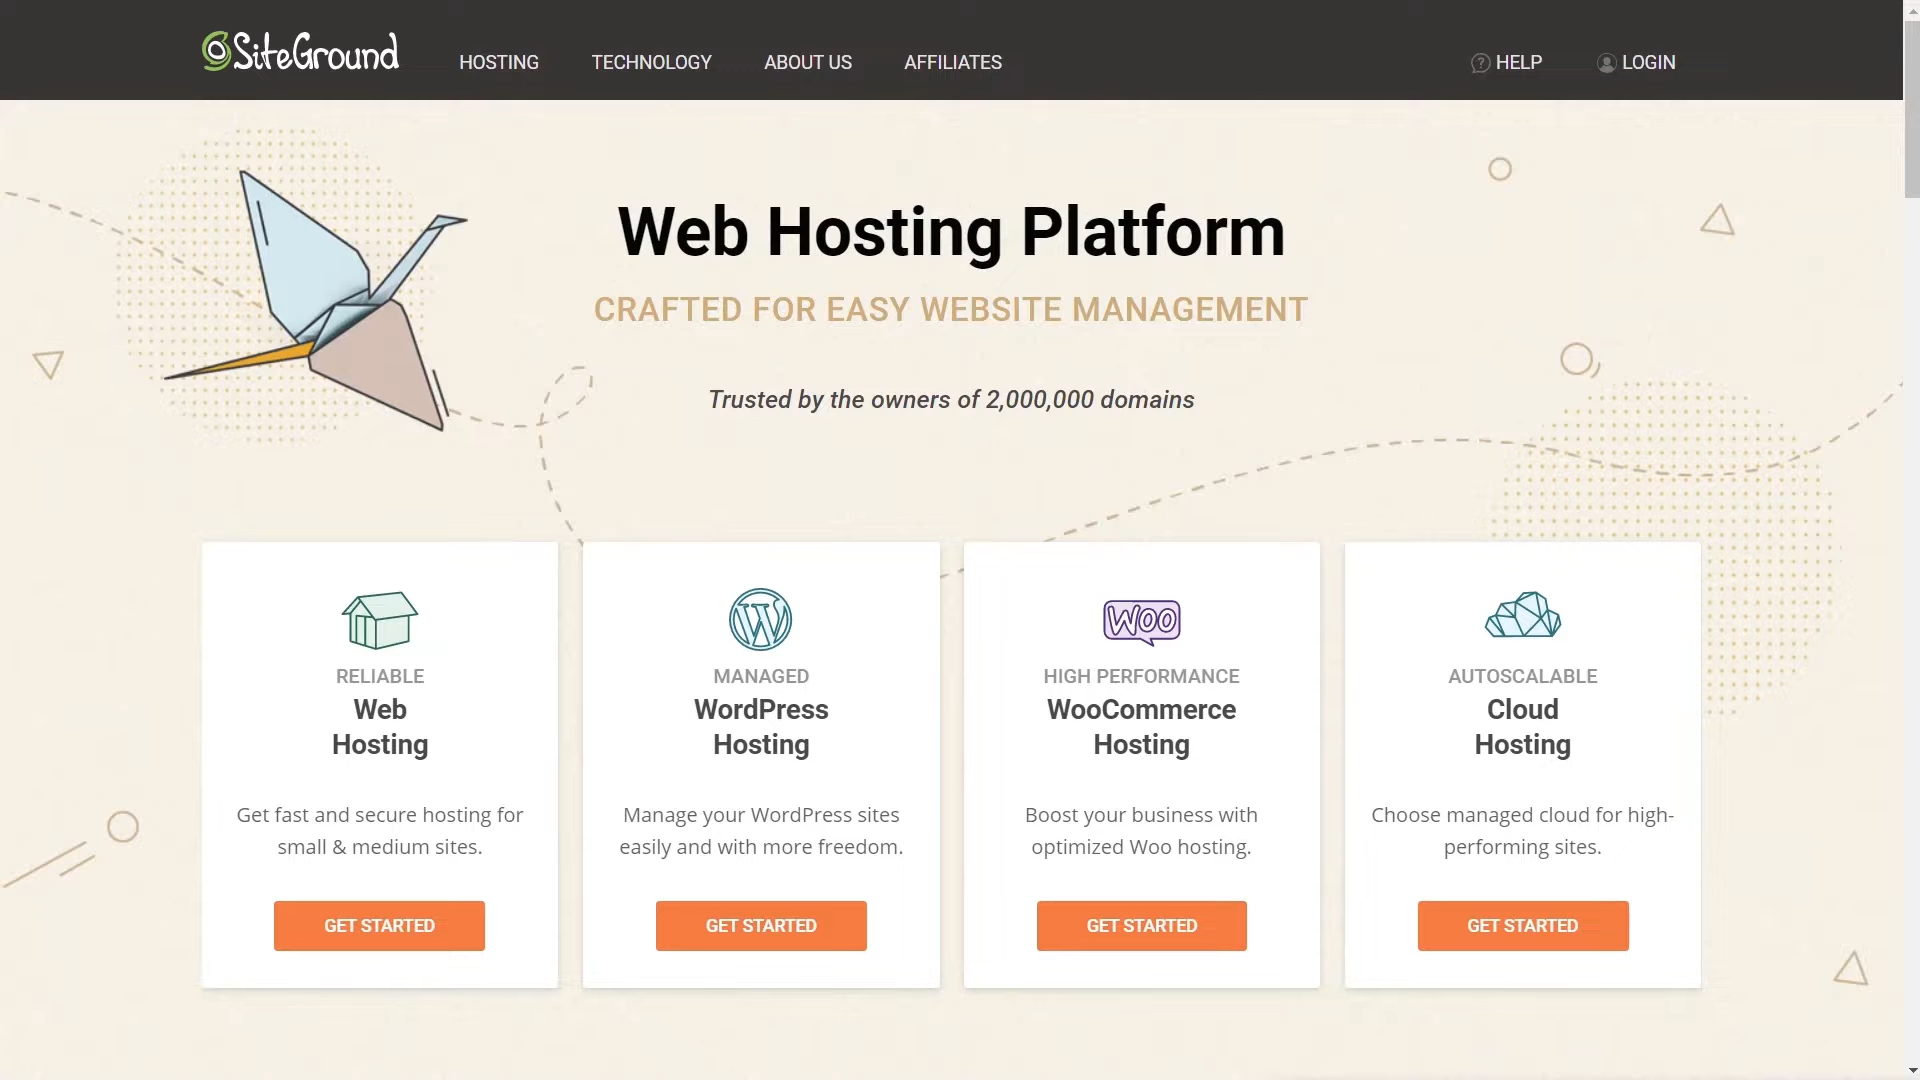 SiteGround
HOSTING
TECHNOLOGY
ABOUT US
AFFILIATES
HELP
LOGIN
Web Hosting Platform
CRAFTED FOR EASY WEBSITE MANAGEMENT
Trusted by the owners of 2,000,000 domains
RELIABLE
Web
Hosting
Get fast and secure hosting for
small & medium sites.
GET STARTED
MANAGED
WordPress
Hosting
Manage your WordPress sites
easily and with more freedom.
GET STARTED
WOO
HIGH PERFORMANCE
WooCommerce
Hosting
Boost your business with
optimized Woo hosting.
GET STARTED
AUTOSCALABLE
Cloud
Hosting
Choose managed cloud for high-
performing sites.
GET STARTED